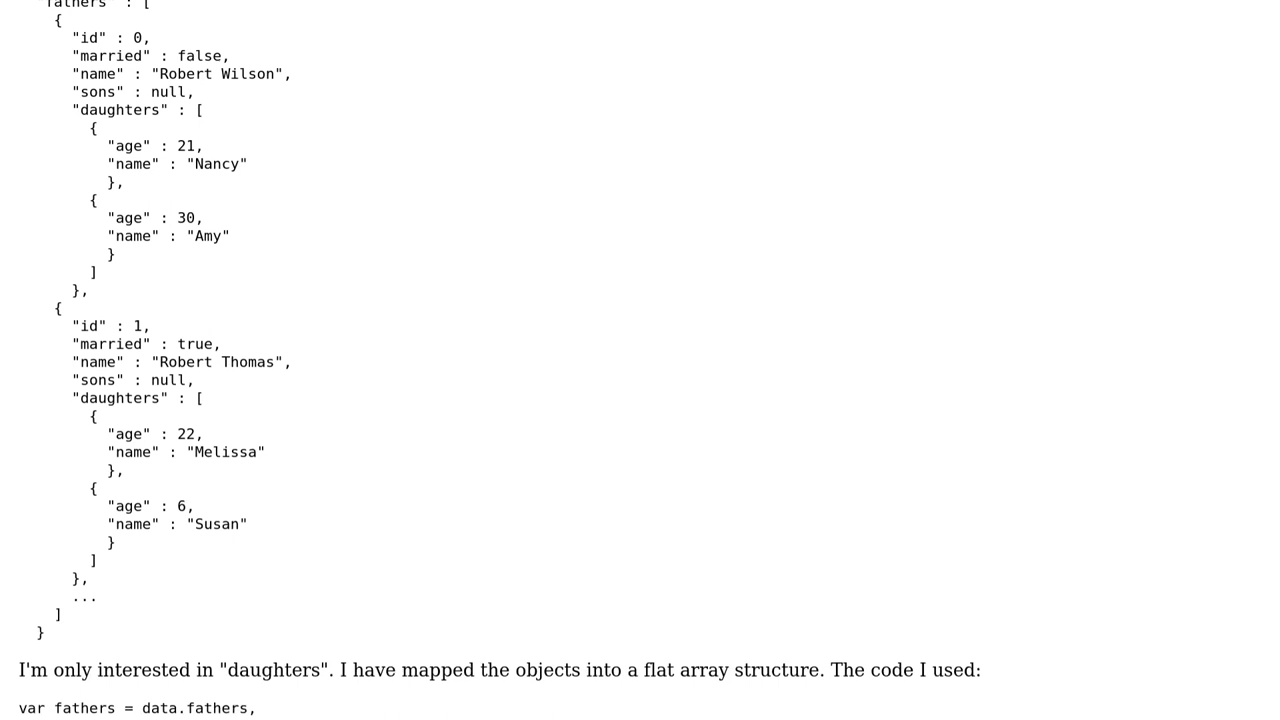 "fathers" : [
{
"id" : 0,
"married" : false,
"name" : "Robert Wilson",
"sons" : null,
"daughters" : [
{
"age" : 21,
"name" : "Nancy"
},
{
"age" : 30,
"name" : "Amy"
}
]
},
{
"id" : 1,
"married" : true,
"name" : "Robert Thomas",
"sons" : null,
"daughters" : [
{
"age" : 22,
"name" : "Melissa"
},
{
"age" : 6,
"name" : "Susan"
}
]
},
...
]
}
I'm only interested in "daughters". I have mapped the objects into a flat array structure. The code I used:
var fathers = data.fathers,